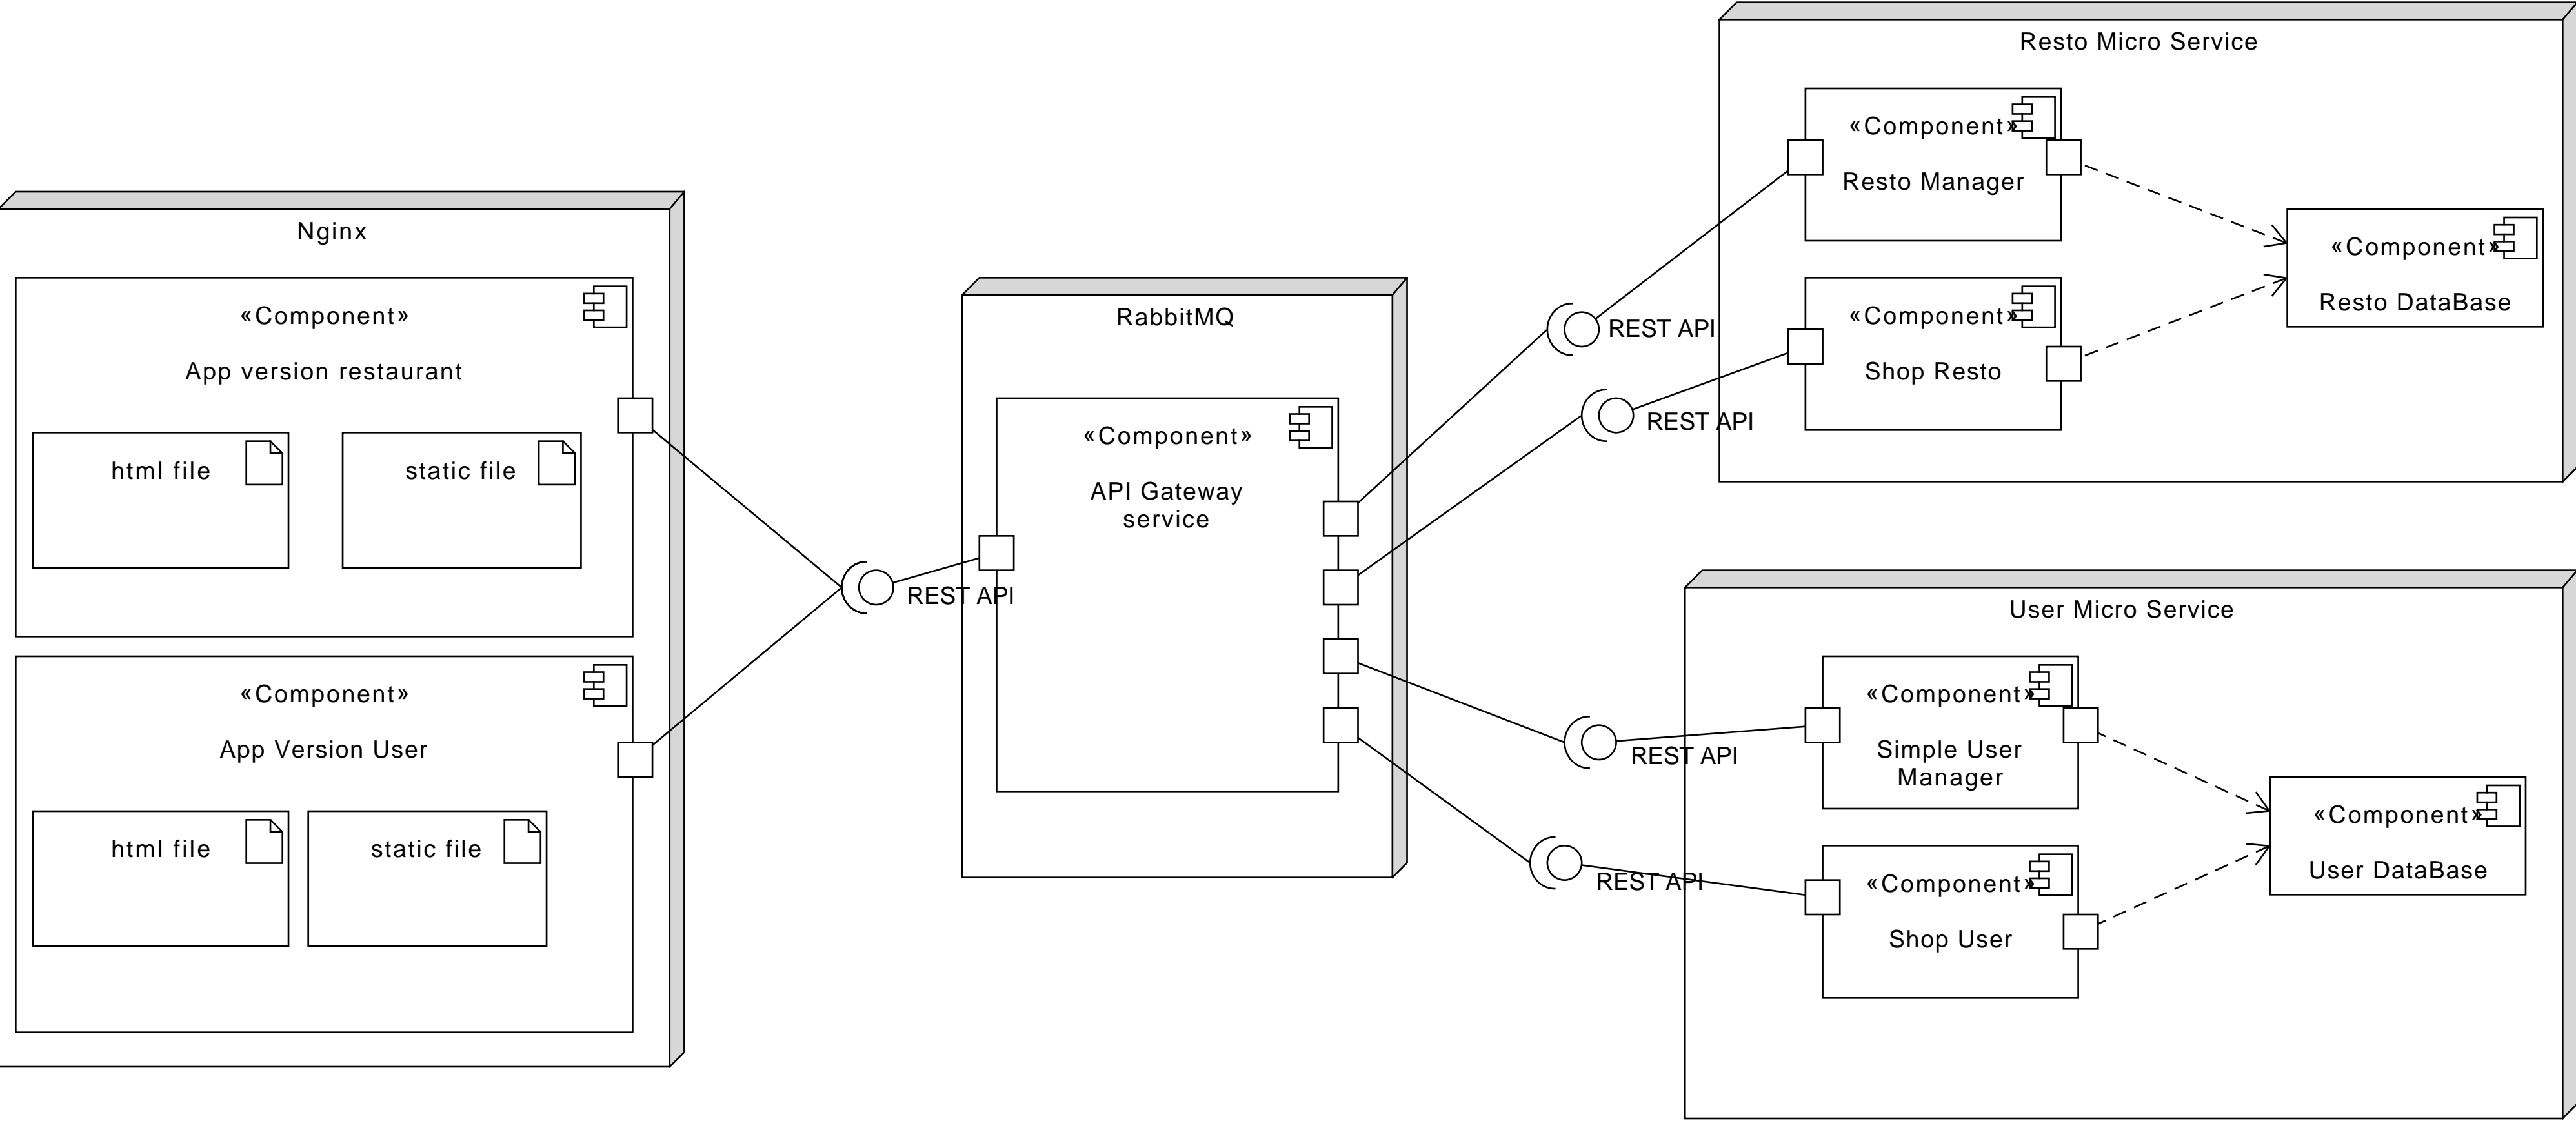 Nginx
«Component»
App version restaurant
html file
static file
«Component»
App Version User
html file
static file
REST API
RabbitMQ
«Component»
API Gateway
service
REST API
REST API
REST API
REST API
Resto Micro Service
«Component»
Resto Manager
«Component»
Shop Resto
«Component»
Resto DataBase
User Micro Service
«Component»
Simple User
Manager
«Component»
Shop User
«Component»
User DataBase